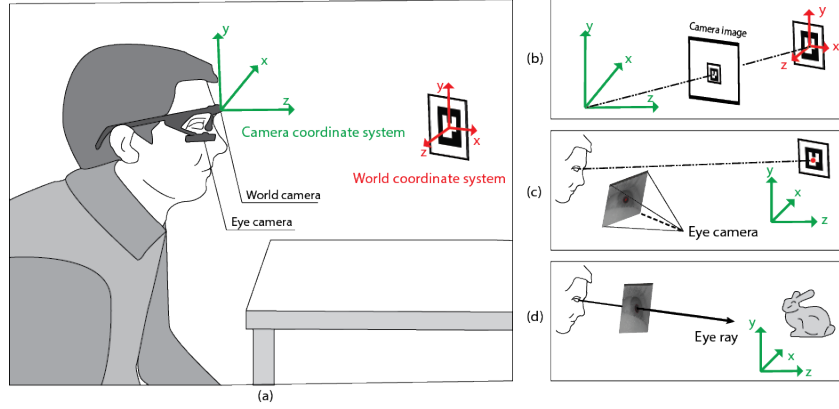 y
x
z
Camera coordinate system
y
x
z
World coordinate system
World camera
Eye camera
(a)
(b)
Camera image
y
x
z
y
x
z
(c)
Eye camera
y
x
z
(d)
Eye ray
y
x
z